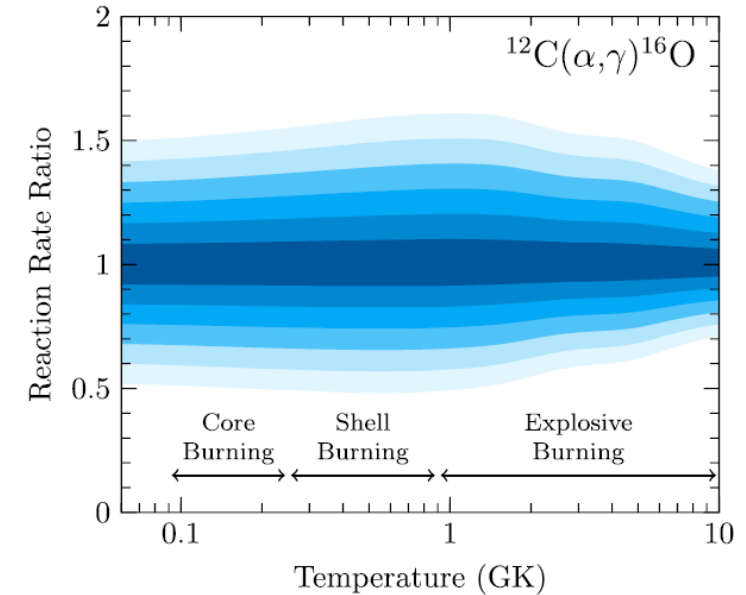 ¹²C(α,γ)¹⁶O
Reaction Rate Ratio
2
1.5
1
0.5
0
Core
Burning
Shell
Burning
Explosive
Burning
0.1
1
10
Temperature (GK)